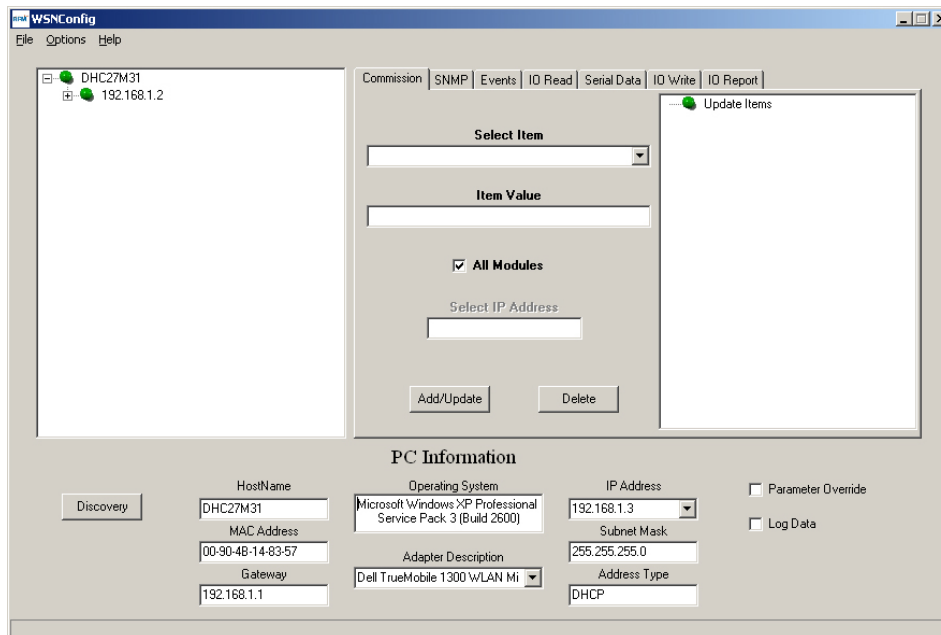 RFM WSNConfig
File Options Help
DHC27M31
192.168.1.2
Commission SNMP Events IO Read Serial Data IO Write IO Report
Select Item
Item Value
All Modules
Select IP Address
Add/Update Delete
Update Items
PC Information
Discovery
HostName
DHC27M31
MAC Address
00-90-4B-14-83-57
Gateway
192.168.1.1
Operating System
Microsoft Windows XP Professional
Service Pack 3 (Build 2600)
Adapter Description
Dell TrueMobile 1300 WLAN Mi
IP Address
192.168.1.3
Subnet Mask
255.255.255.0
Address Type
DHCP
Parameter Override
Log Data